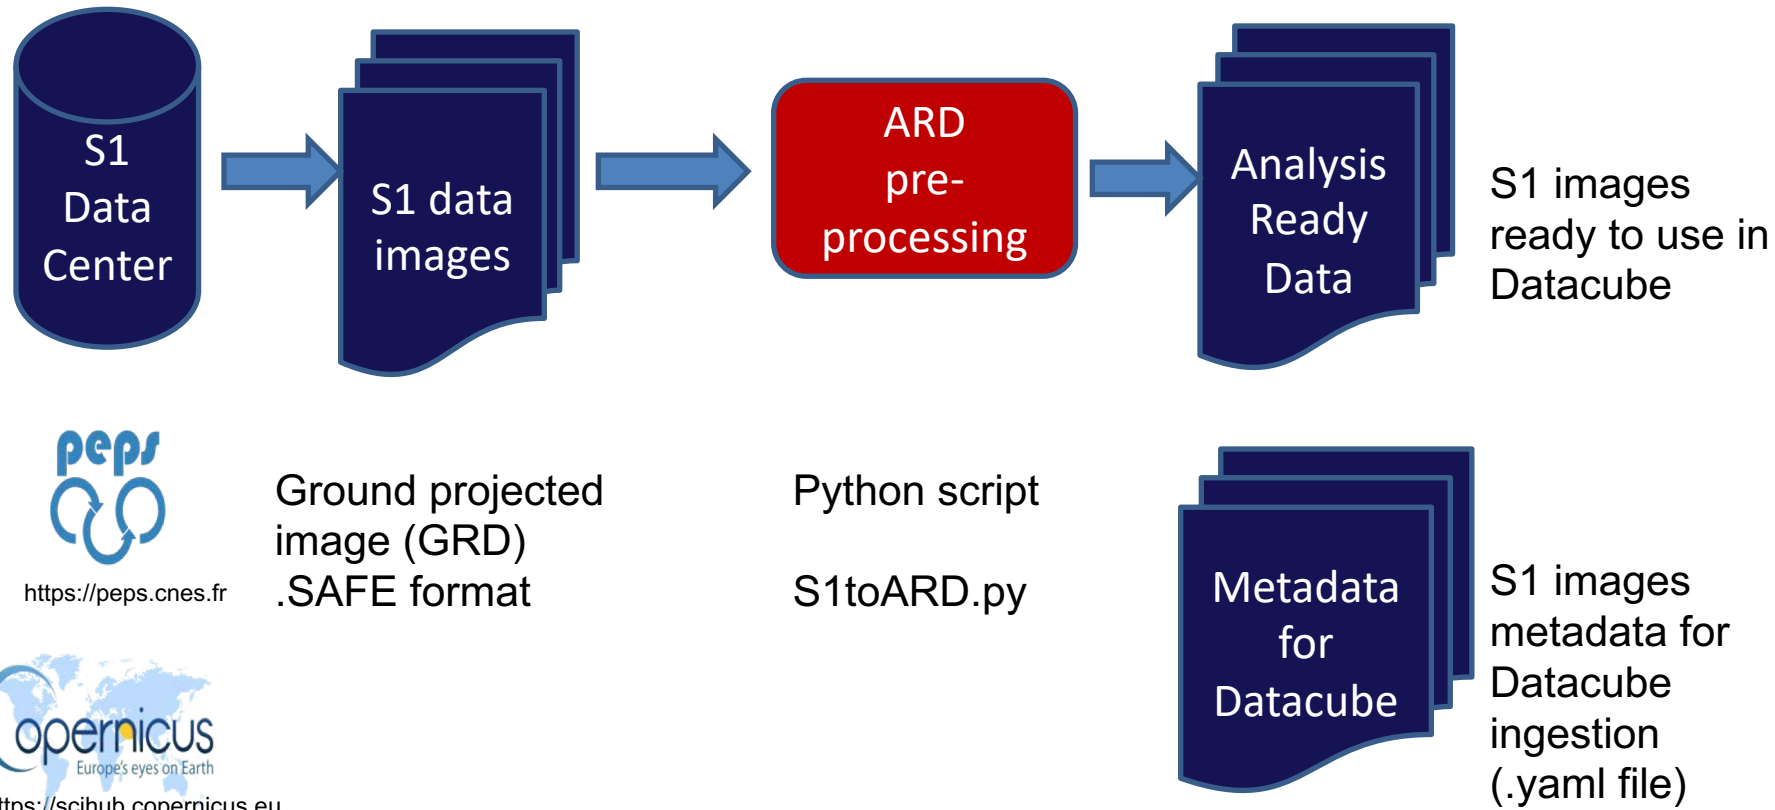 S1
Data
Center
S1 data
images
ARD
pre-
processing
Analysis
Ready
Data
S1 images
ready to use in
Datacube
peps
https://peps.cnes.fr
Ground projected
image (GRD)
.SAFE format
Python script
S1toARD.py
Metadata
for
Datacube
S1 images
metadata for
Datacube
ingestion
(.yaml file)
opernicus
Europe's eyes on Earth
ttps://scihub.copernicus.eu